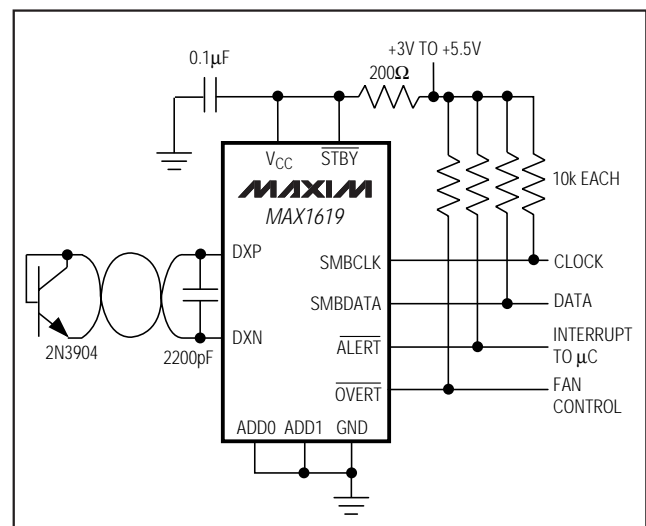 +3V TO +5.5V
0.1μF
200Ω
VCC
STBY
10k EACH
MAXIM
MAX1619
DXP
SMBCLK
CLOCK
SMBDATA
DATA
DXN
2N3904
2200pF
ALERT
INTERRUPT
TO μC
OVERT
FAN
CONTROL
ADD0
ADD1
GND